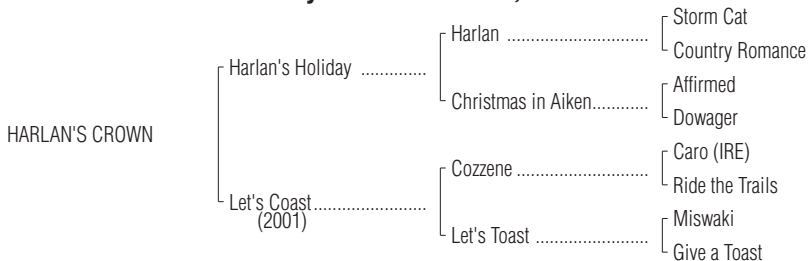 Storm Cat
Harlan ..............................
Country Romance
Harlan's Holiday ..............
Affirmed
Christmas in Aiken............
Dowager
HARLAN'S CROWN
Caro (IRE)
Cozzene ............................
Ride the Trails
Let's Coast........................
(2001)
Miswaki
Let's Toast ........................
Give a Toast